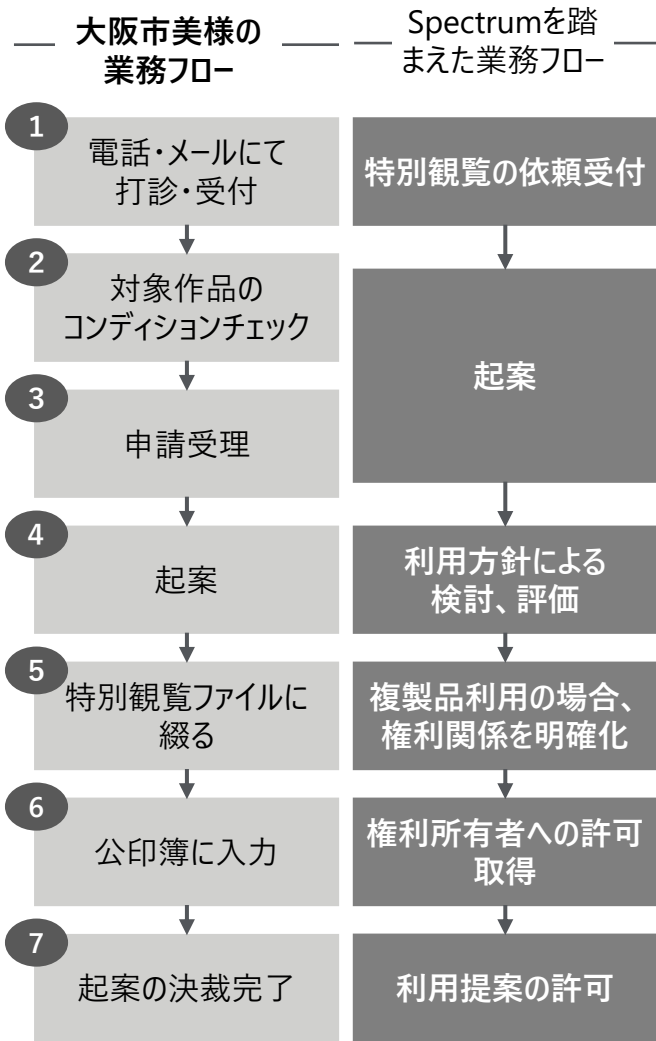 大阪市美様の
業務フロー
Spectrumを踏
まえた業務フロー
1
電話・メールにて
打診・受付
2
対象作品の
コンディションチェック
3
申請受理
4
起案
5
特別観覧ファイルに
綴る
6
公印簿に入力
7
起案の決裁完了
特別観覧の依頼受付
起案
利用方針による
検討、評価
複製品利用の場合、
権利関係を明確化
権利所有者への許可
取得
利用提案の許可